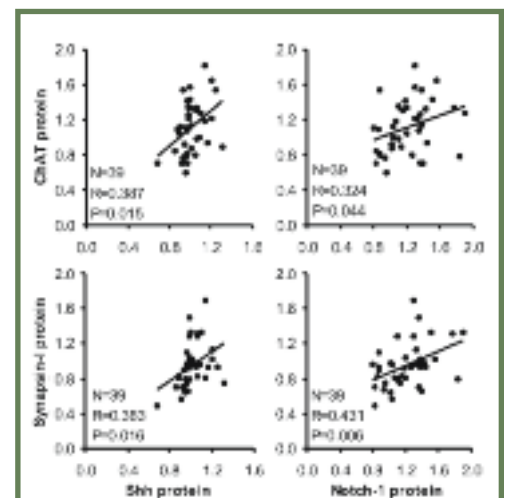 2.0 2.0
1.6 1.6
1.2 1.2
0.8 0.8
0.4 0.4
0.0 0.0
ChAT protein
N=39 N=39
R=0.387 R=0.324
P=0.015 P=0.044
0.0 0.4 0.8 1.2 1.6 0.0 0.4 0.8 1.2 1.6 2.0
2.0 2.0
1.6 1.6
1.2 1.2
0.8 0.8
0.4 0.4
0.0 0.0
Synapsin-I protein
N=39 N=39
R=0.383 R=0.431
P=0.016 P=0.006
0.0 0.4 0.8 1.2 1.6 0.0 0.4 0.8 1.2 1.6 2.0
Shh protein Notch-1 protein